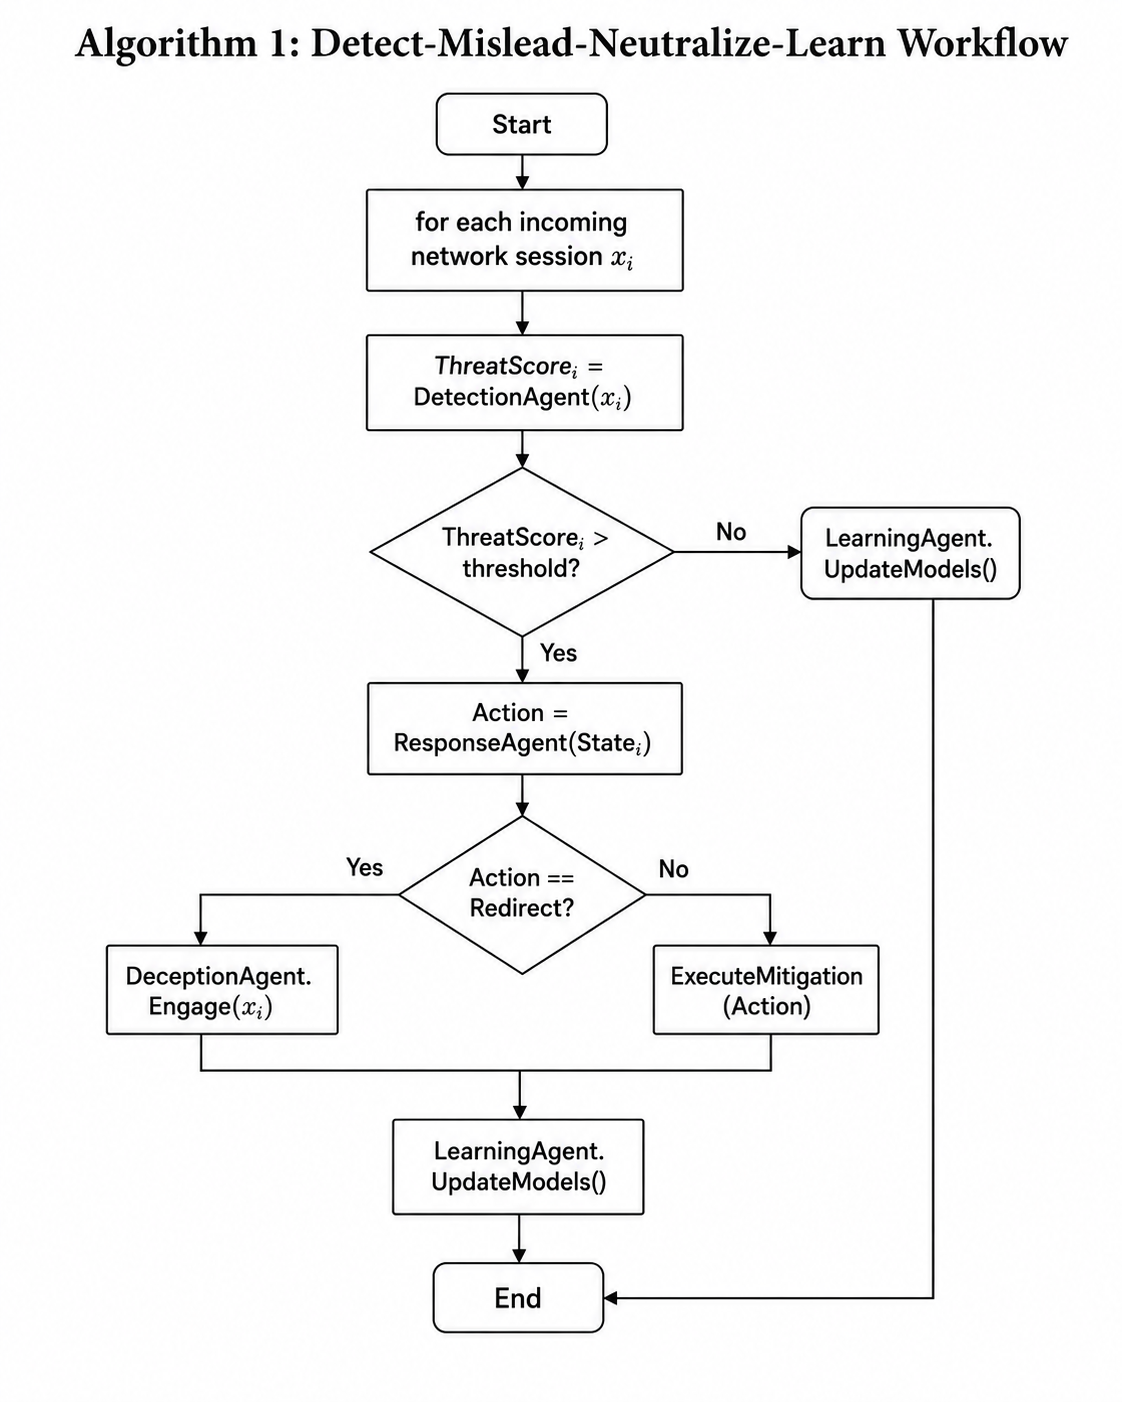 Algorithm 1: Detect-Mislead-Neutralize-Learn Workflow
Start
for each incoming
network session xᵢ
ThreatScoreᵢ =
DetectionAgent(xᵢ)
ThreatScoreᵢ >
threshold?
No
LearningAgent.
UpdateModels()
Yes
Action =
ResponseAgent(Stateᵢ)
Yes
Action ==
Redirect?
No
DeceptionAgent.
Engage(xᵢ)
ExecuteMitigation
(Action)
LearningAgent.
UpdateModels()
End